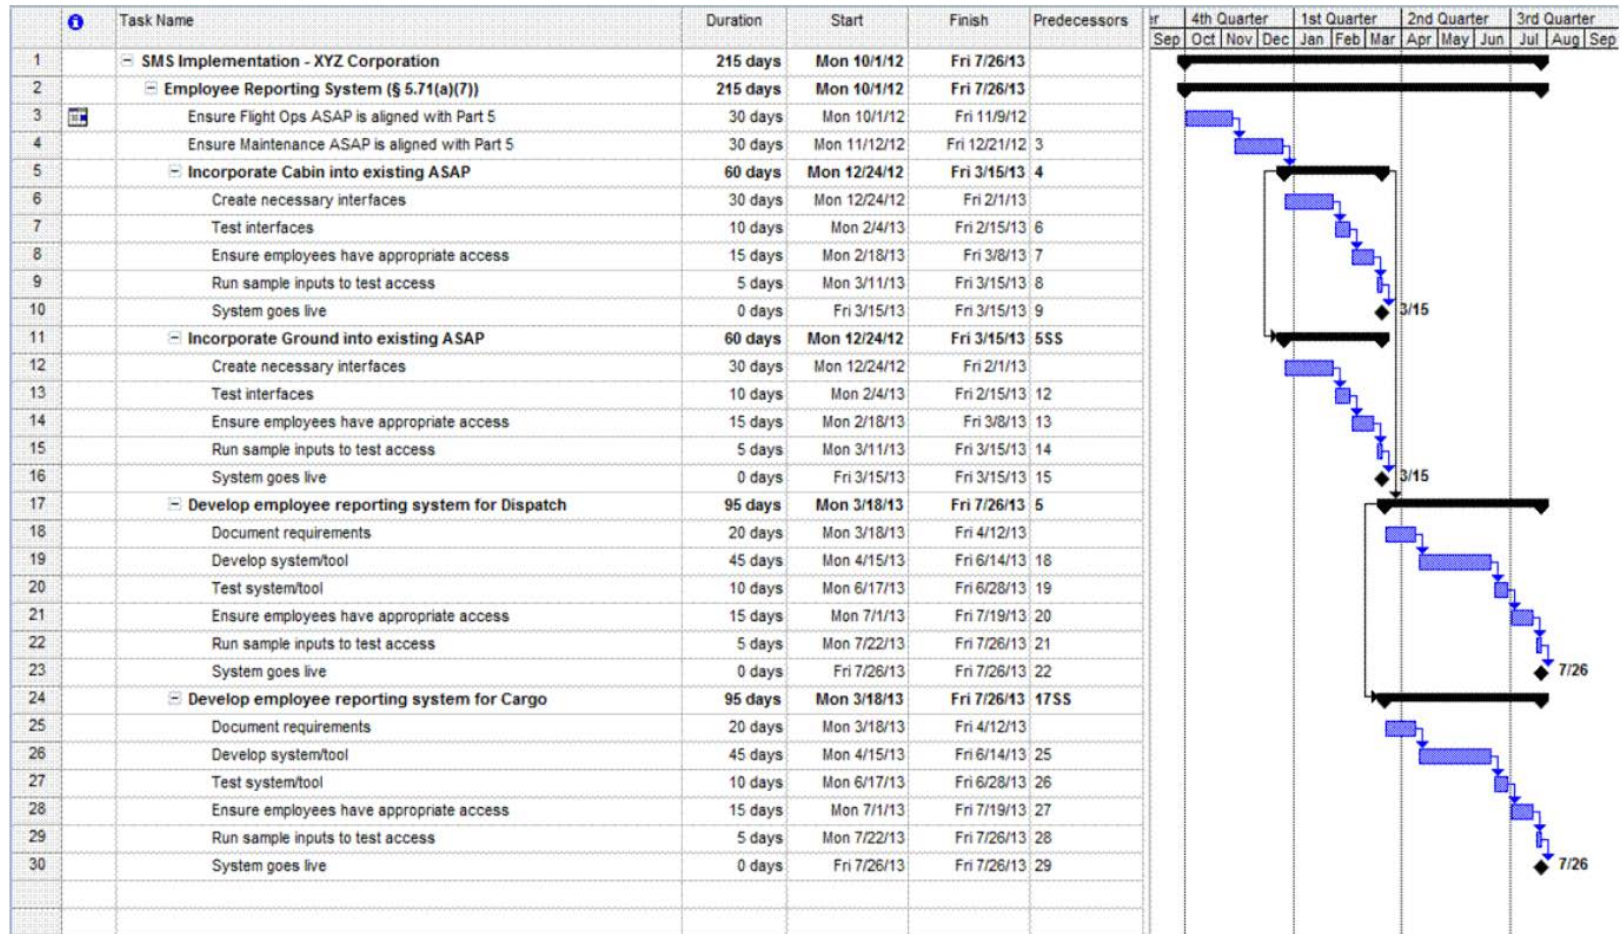 Task Name Duration Start Finish Predecessors
er 4th Quarter 1st Quarter 2nd Quarter 3rd Quarter
Sep Oct Nov Dec Jan Feb Mar Apr May Jun Jul Aug Sep
1 SMS Implementation - XYZ Corporation 215 days Mon 10/1/12 Fri 7/26/13
2 Employee Reporting System (§ 5.71(a)(7)) 215 days Mon 10/1/12 Fri 7/26/13
3 Ensure Flight Ops ASAP is aligned with Part 5 30 days Mon 10/1/12 Fri 11/9/12
4 Ensure Maintenance ASAP is aligned with Part 5 30 days Mon 11/12/12 Fri 12/21/12 3
5 Incorporate Cabin into existing ASAP 60 days Mon 12/24/12 Fri 3/15/13 4
6 Create necessary interfaces 30 days Mon 12/24/12 Fri 2/1/13
7 Test interfaces 10 days Mon 2/4/13 Fri 2/15/13 6
8 Ensure employees have appropriate access 15 days Mon 2/18/13 Fri 3/8/13 7
9 Run sample inputs to test access 5 days Mon 3/11/13 Fri 3/15/13 8
10 System goes live 0 days Fri 3/15/13 Fri 3/15/13 9 3/15
11 Incorporate Ground into existing ASAP 60 days Mon 12/24/12 Fri 3/15/13 5SS
12 Create necessary interfaces 30 days Mon 12/24/12 Fri 2/1/13
13 Test interfaces 10 days Mon 2/4/13 Fri 2/15/13 12
14 Ensure employees have appropriate access 15 days Mon 2/18/13 Fri 3/8/13 13
15 Run sample inputs to test access 5 days Mon 3/11/13 Fri 3/15/13 14
16 System goes live 0 days Fri 3/15/13 Fri 3/15/13 15 3/15
17 Develop employee reporting system for Dispatch 95 days Mon 3/18/13 Fri 7/26/13 5
18 Document requirements 20 days Mon 3/18/13 Fri 4/12/13
19 Develop system/tool 45 days Mon 4/15/13 Fri 6/14/13 18
20 Test system/tool 10 days Mon 6/17/13 Fri 6/28/13 19
21 Ensure employees have appropriate access 15 days Mon 7/1/13 Fri 7/19/13 20
22 Run sample inputs to test access 5 days Mon 7/22/13 Fri 7/26/13 21
23 System goes live 0 days Fri 7/26/13 Fri 7/26/13 22 7/26
24 Develop employee reporting system for Cargo 95 days Mon 3/18/13 Fri 7/26/13 17SS
25 Document requirements 20 days Mon 3/18/13 Fri 4/12/13
26 Develop system/tool 45 days Mon 4/15/13 Fri 6/14/13 25
27 Test system/tool 10 days Mon 6/17/13 Fri 6/28/13 26
28 Ensure employees have appropriate access 15 days Mon 7/1/13 Fri 7/19/13 27
29 Run sample inputs to test access 5 days Mon 7/22/13 Fri 7/26/13 28
30 System goes live 0 days Fri 7/26/13 Fri 7/26/13 29 7/26